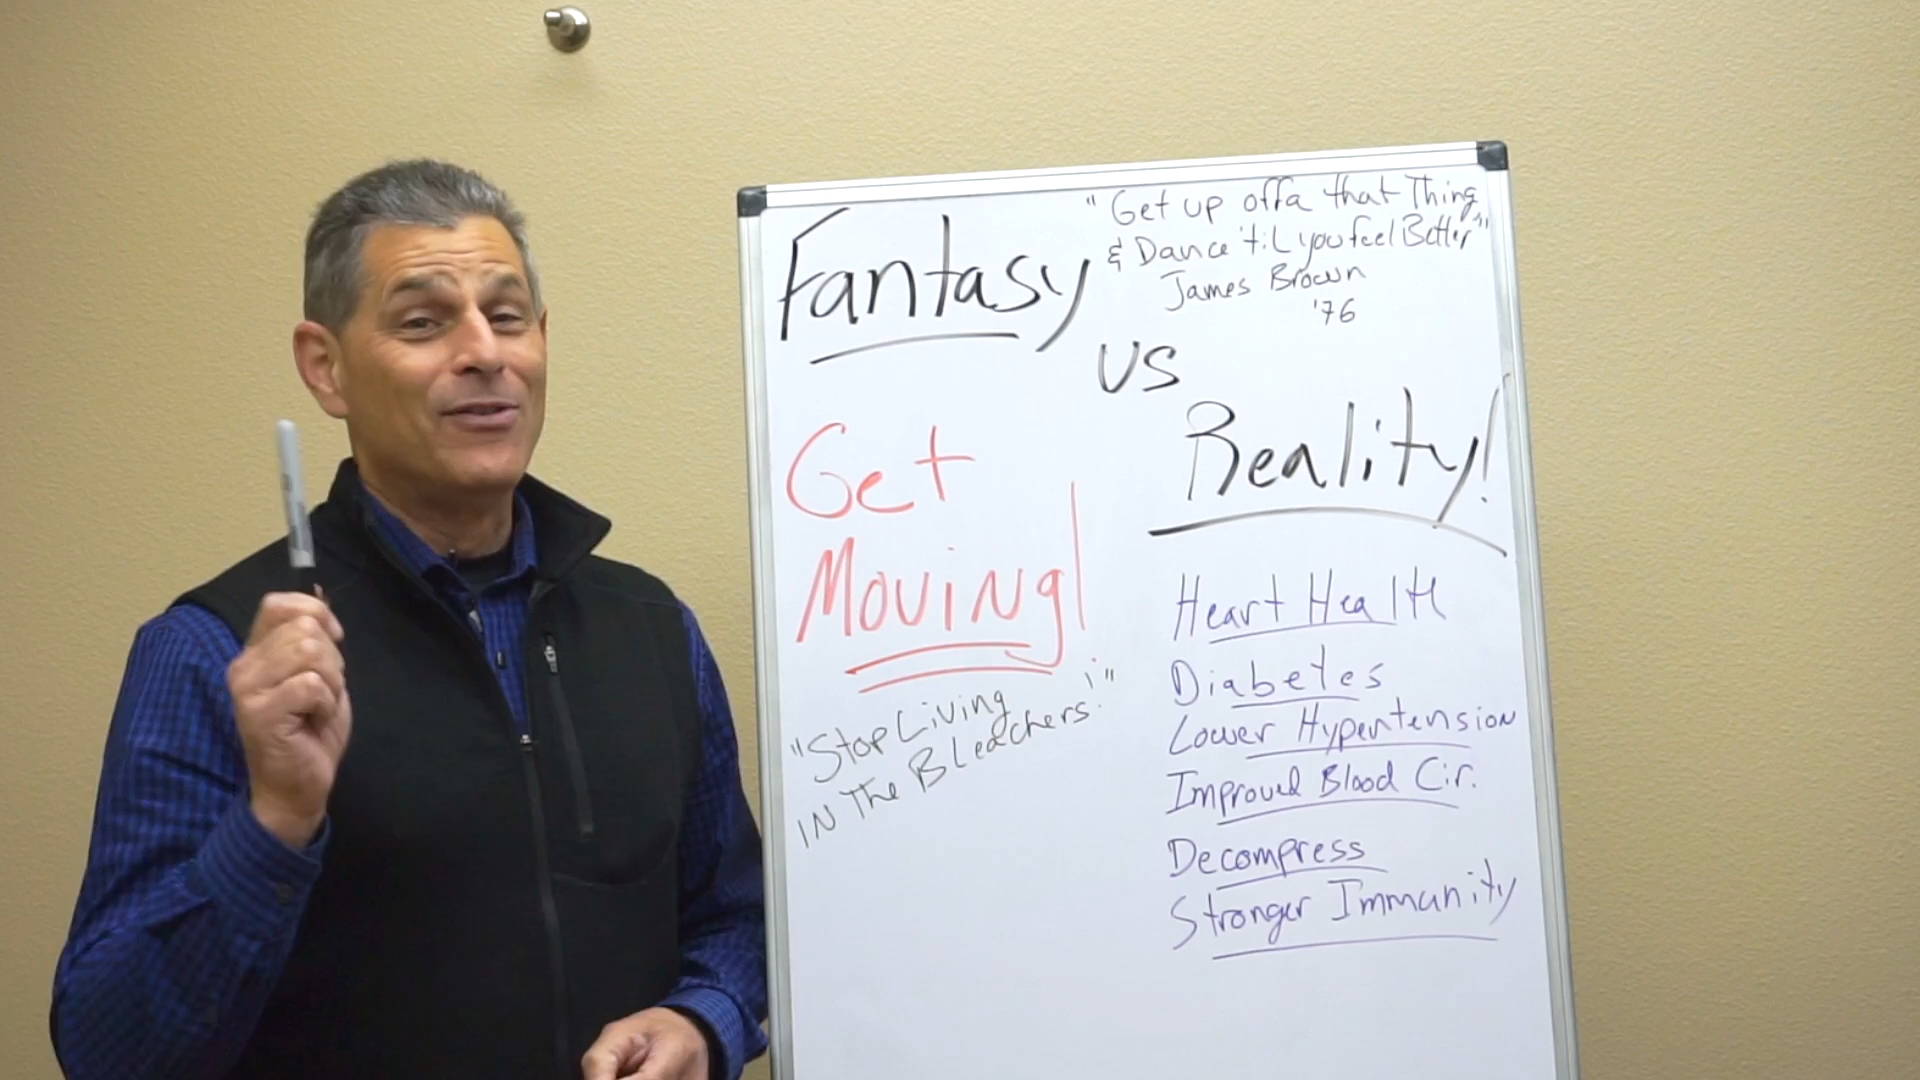 Fantasy
"Get up offa that Thing
& Dance 'til you feel Better"
James Brown
'76
VS
Reality!
Get
Moving!
"Stop Living
IN The Bleachers!"
Heart Health
Diabetes
Lower Hypertension
Improved Blood Cir.
Decompress
Stronger Immunity